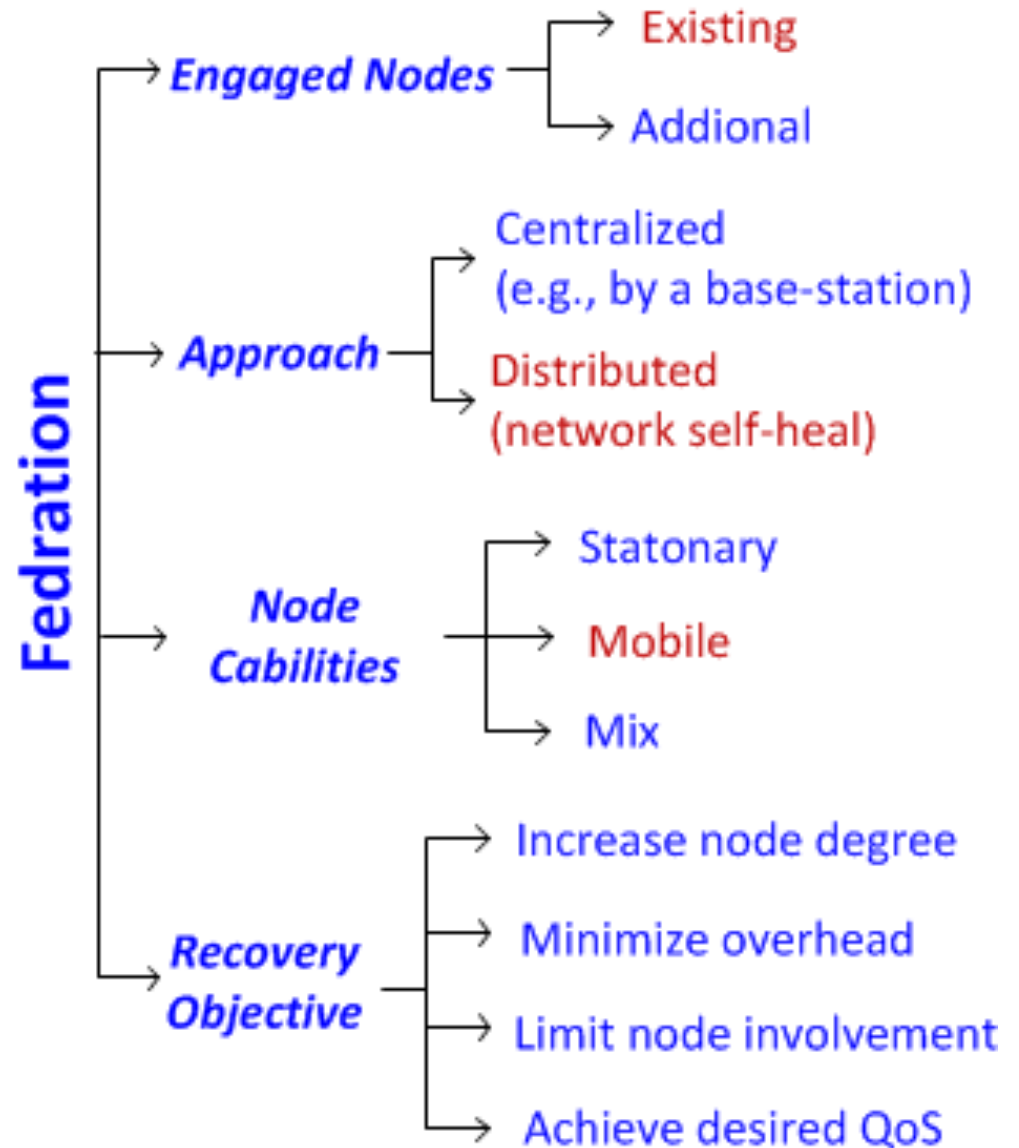 Fedration
Engaged Nodes
Existing
Addional
Approach
Centralized
(e.g., by a base-station)
Distributed
(network self-heal)
Node
Cabilities
Statonary
Mobile
Mix
Recovery
Objective
Increase node degree
Minimize overhead
Limit node involvement
Achieve desired QoS